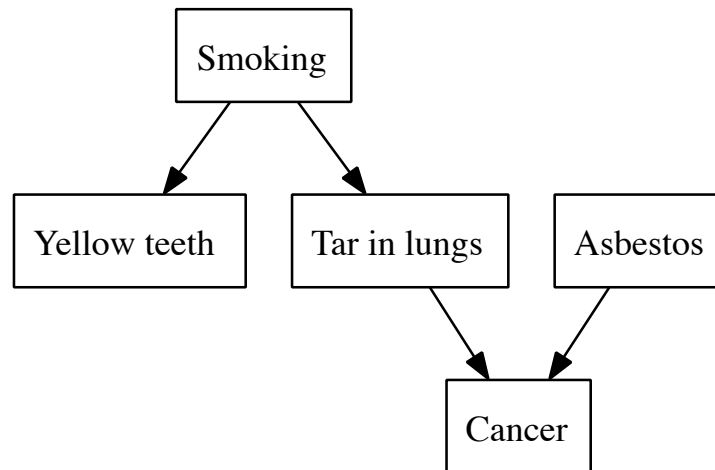 Smoking
Yellow teeth
Tar in lungs
Asbestos
Cancer